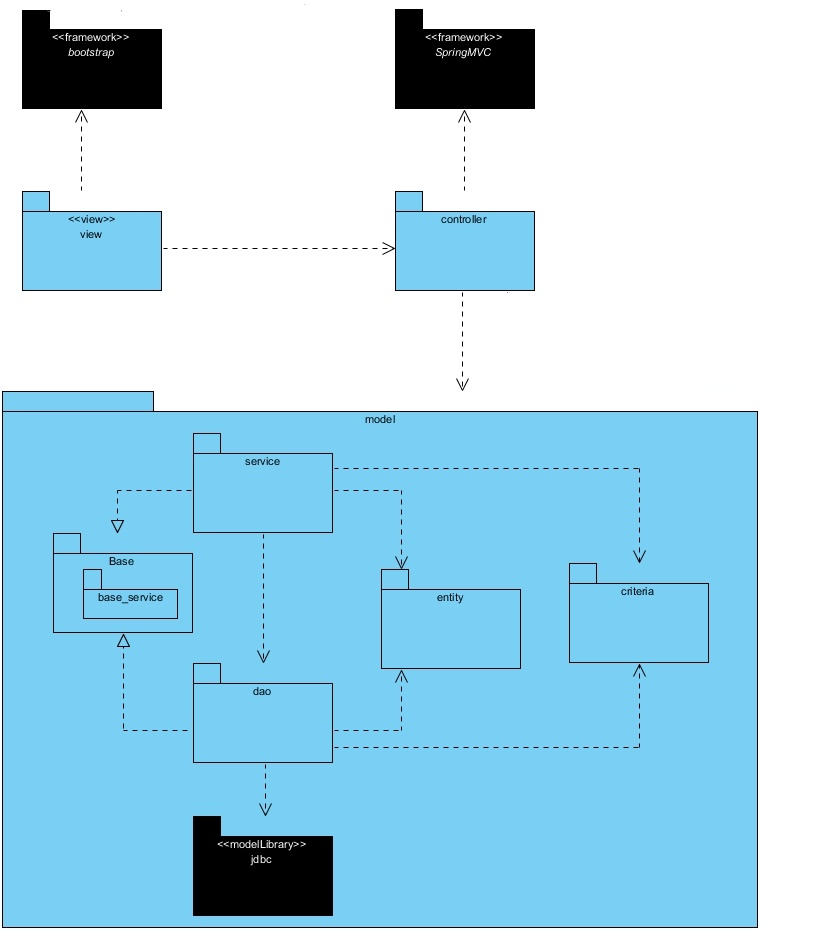 <<framework>>
bootstrap
<<framework>>
SpringMVC
<<view>>
view
controller
model
service
Base
base_service
entity
criteria
dao
<<modelLibrary>>
jdbc